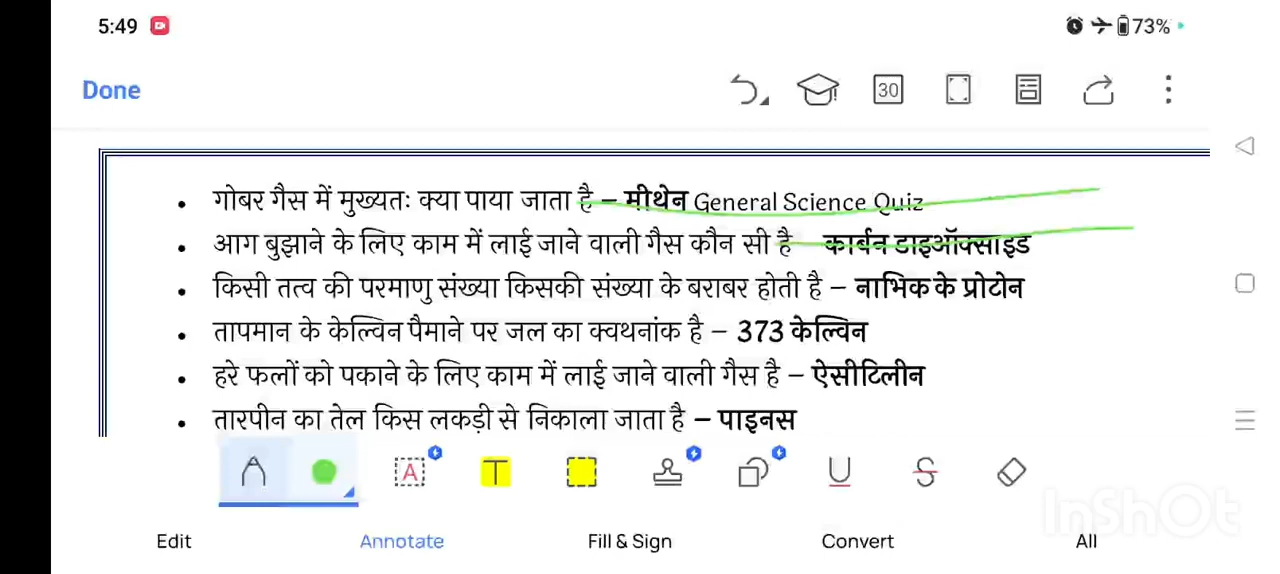 5:49
73%
Done
30
• गोबर गैस में मुख्यतः क्या पाया जाता है – मीथेन General Science Quiz
• आग बुझाने के लिए काम में लाई जाने वाली गैस कौन सी है – कार्बन डाइऑक्साइड
• किसी तत्व की परमाणु संख्या किसकी संख्या के बराबर होती है – नाभिक के प्रोटोन
• तापमान के केल्विन पैमाने पर जल का क्वथनांक है – 373 केल्विन
• हरे फलों को पकाने के लिए काम में लाई जाने वाली गैस है – ऐसीटिलीन
• तारपीन का तेल किस लकड़ी से निकाला जाता है – पाइनस
A T U S
InShOt
Edit Annotate Fill & Sign Convert All